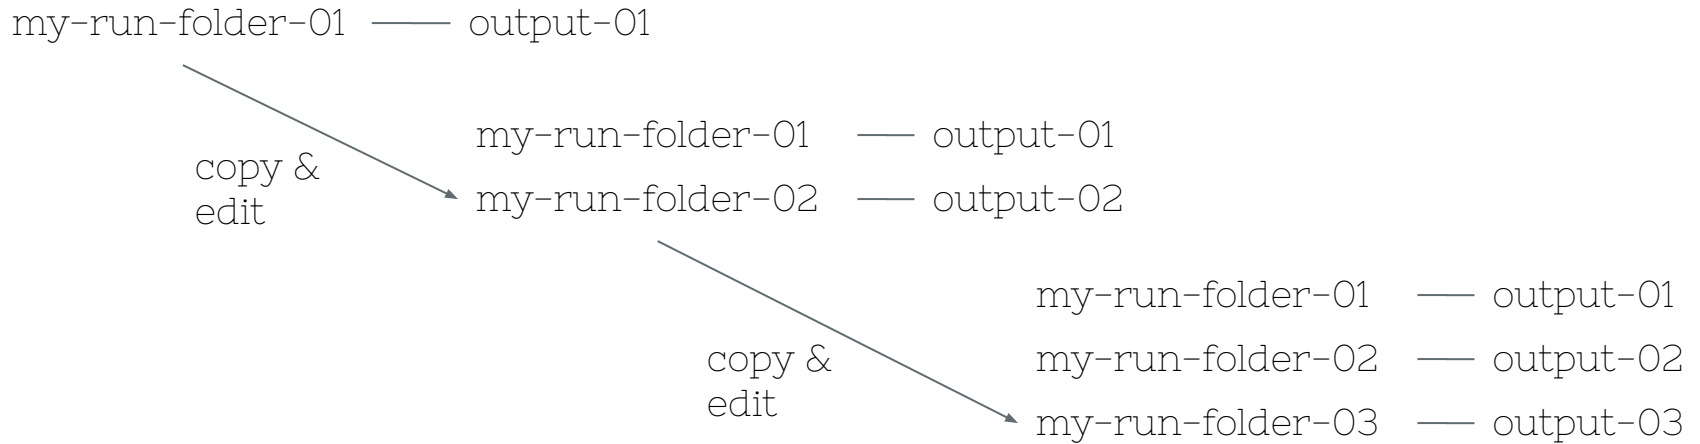 my-run-folder-01 output-01
my-run-folder-01 output-01
copy &
edit
my-run-folder-02 output-02
my-run-folder-01 output-01
copy &
edit
my-run-folder-02 output-02
my-run-folder-03 output-03